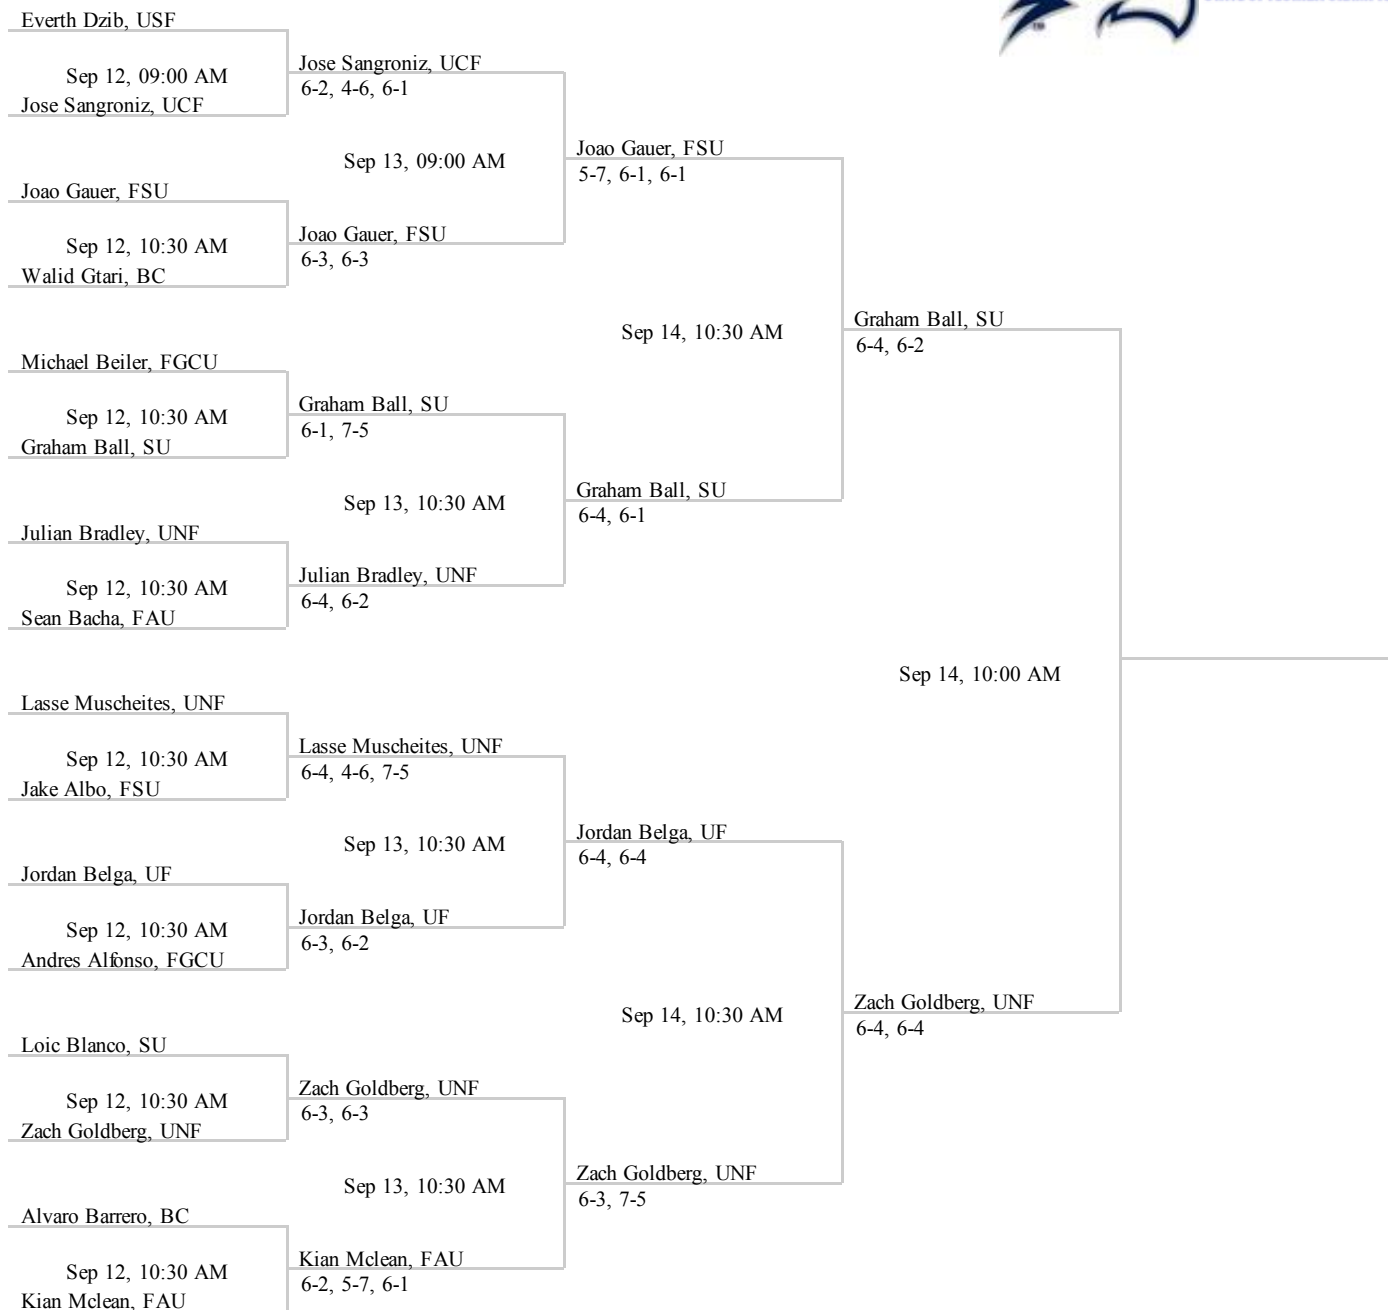 Everth Dzib, USF
Sep 12, 09:00 AM
Jose Sangroniz, UCF
Jose Sangroniz, UCF
6-2, 4-6, 6-1
Sep 13, 09:00 AM
Joao Gauer, FSU
5-7, 6-1, 6-1
Joao Gauer, FSU
Sep 12, 10:30 AM
Walid Gtari, BC
Joao Gauer, FSU
6-3, 6-3
Sep 14, 10:30 AM
Graham Ball, SU
6-4, 6-2
Michael Beiler, FGCU
Sep 12, 10:30 AM
Graham Ball, SU
Graham Ball, SU
6-1, 7-5
Sep 13, 10:30 AM
Graham Ball, SU
6-4, 6-1
Julian Bradley, UNF
Sep 12, 10:30 AM
Sean Bacha, FAU
Julian Bradley, UNF
6-4, 6-2
Sep 14, 10:00 AM
Lasse Muscheites, UNF
Sep 12, 10:30 AM
Jake Albo, FSU
Lasse Muscheites, UNF
6-4, 4-6, 7-5
Sep 13, 10:30 AM
Jordan Belga, UF
6-4, 6-4
Jordan Belga, UF
Sep 12, 10:30 AM
Andres Alfonso, FGCU
Jordan Belga, UF
6-3, 6-2
Sep 14, 10:30 AM
Zach Goldberg, UNF
6-4, 6-4
Loic Blanco, SU
Sep 12, 10:30 AM
Zach Goldberg, UNF
Zach Goldberg, UNF
6-3, 6-3
Sep 13, 10:30 AM
Zach Goldberg, UNF
6-3, 7-5
Alvaro Barrero, BC
Sep 12, 10:30 AM
Kian Mclean, FAU
Kian Mclean, FAU
6-2, 5-7, 6-1